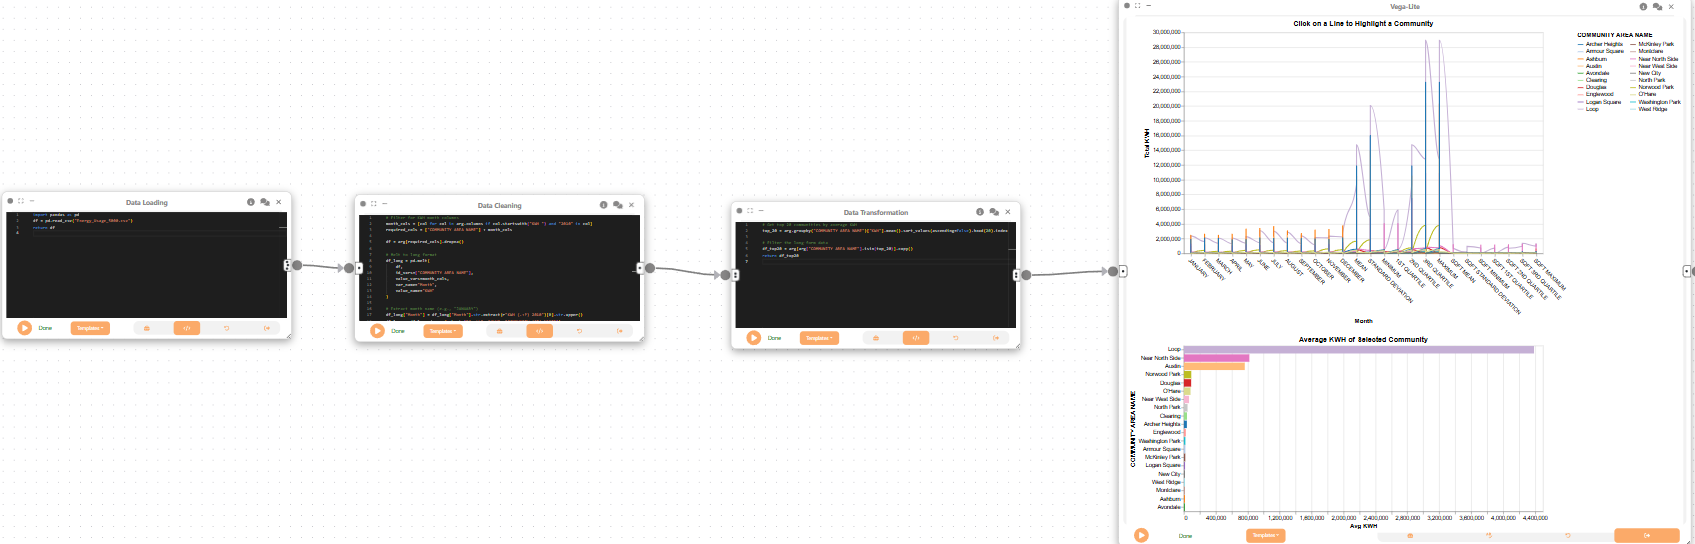 Data Loading
1 import pandas as pd
2 df = pd.read_csv("Energy_Usage_2010.csv")
3 return df
4
Done
Templates
Data Cleaning
1 # Filter for KWH month columns
2 month_cols = [col for col in arg.columns if col.startswith("KWH ") and "2010" in col]
3 required_cols = ["COMMUNITY AREA NAME"] + month_cols
4
5 df = arg[required_cols].dropna()
6
7 # Melt to long format
8 df_long = pd.melt(
9 df,
10 id_vars=["COMMUNITY AREA NAME"],
11 value_vars=month_cols,
12 var_name="Month",
13 value_name="KWH"
14 )
15
16 # Extract month name (e.g., "JANUARY")
17 df_long["Month"] = df_long["Month"].str.extract(r"KWH (.+?) 2010")[0].str.upper()
Done
Templates
Data Transformation
1 # Get top 20 communities by average KWH
2 top_20 = arg.groupby("COMMUNITY AREA NAME")["KWH"].mean().sort_values(ascending=False).head(20).index
3
4 # Filter the long-form data
5 df_top20 = arg[arg["COMMUNITY AREA NAME"].isin(top_20)].copy()
6 return df_top20
7
Done
Templates
Vega-Lite
Click on a Line to Highlight a Community
30,000,000
28,000,000
26,000,000
24,000,000
22,000,000
20,000,000
18,000,000
16,000,000
14,000,000
12,000,000
10,000,000
8,000,000
6,000,000
4,000,000
2,000,000
0
Total KWH
JANUARY
FEBRUARY
MARCH
APRIL
MAY
JUNE
JULY
AUGUST
SEPTEMBER
OCTOBER
NOVEMBER
DECEMBER
MEAN
STANDARD DEVIATION
MINIMUM
1ST QUARTILE
2ND QUARTILE
3RD QUARTILE
MAXIMUM
SQFT MEAN
SQFT STANDARD DEVIATION
SQFT MINIMUM
SQFT 1ST QUARTILE
SQFT 2ND QUARTILE
SQFT 3RD QUARTILE
SQFT MAXIMUM
Month
COMMUNITY AREA NAME
Archer Heights
Armour Square
Ashburn
Austin
Avondale
Clearing
Douglas
Englewood
Logan Square
Loop
McKinley Park
Montclare
Near North Side
Near West Side
New City
North Park
Norwood Park
O'Hare
Washington Park
West Ridge
Average KWH of Selected Community
COMMUNITY AREA NAME
Loop
Near North Side
Austin
Norwood Park
Douglas
O'Hare
Near West Side
North Park
Clearing
Archer Heights
Englewood
Washington Park
Armour Square
McKinley Park
Logan Square
New City
West Ridge
Montclare
Ashburn
Avondale
0
400,000
800,000
1,200,000
1,600,000
2,000,000
2,400,000
2,800,000
3,200,000
3,600,000
4,000,000
4,400,000
Avg KWH
Done
Templates